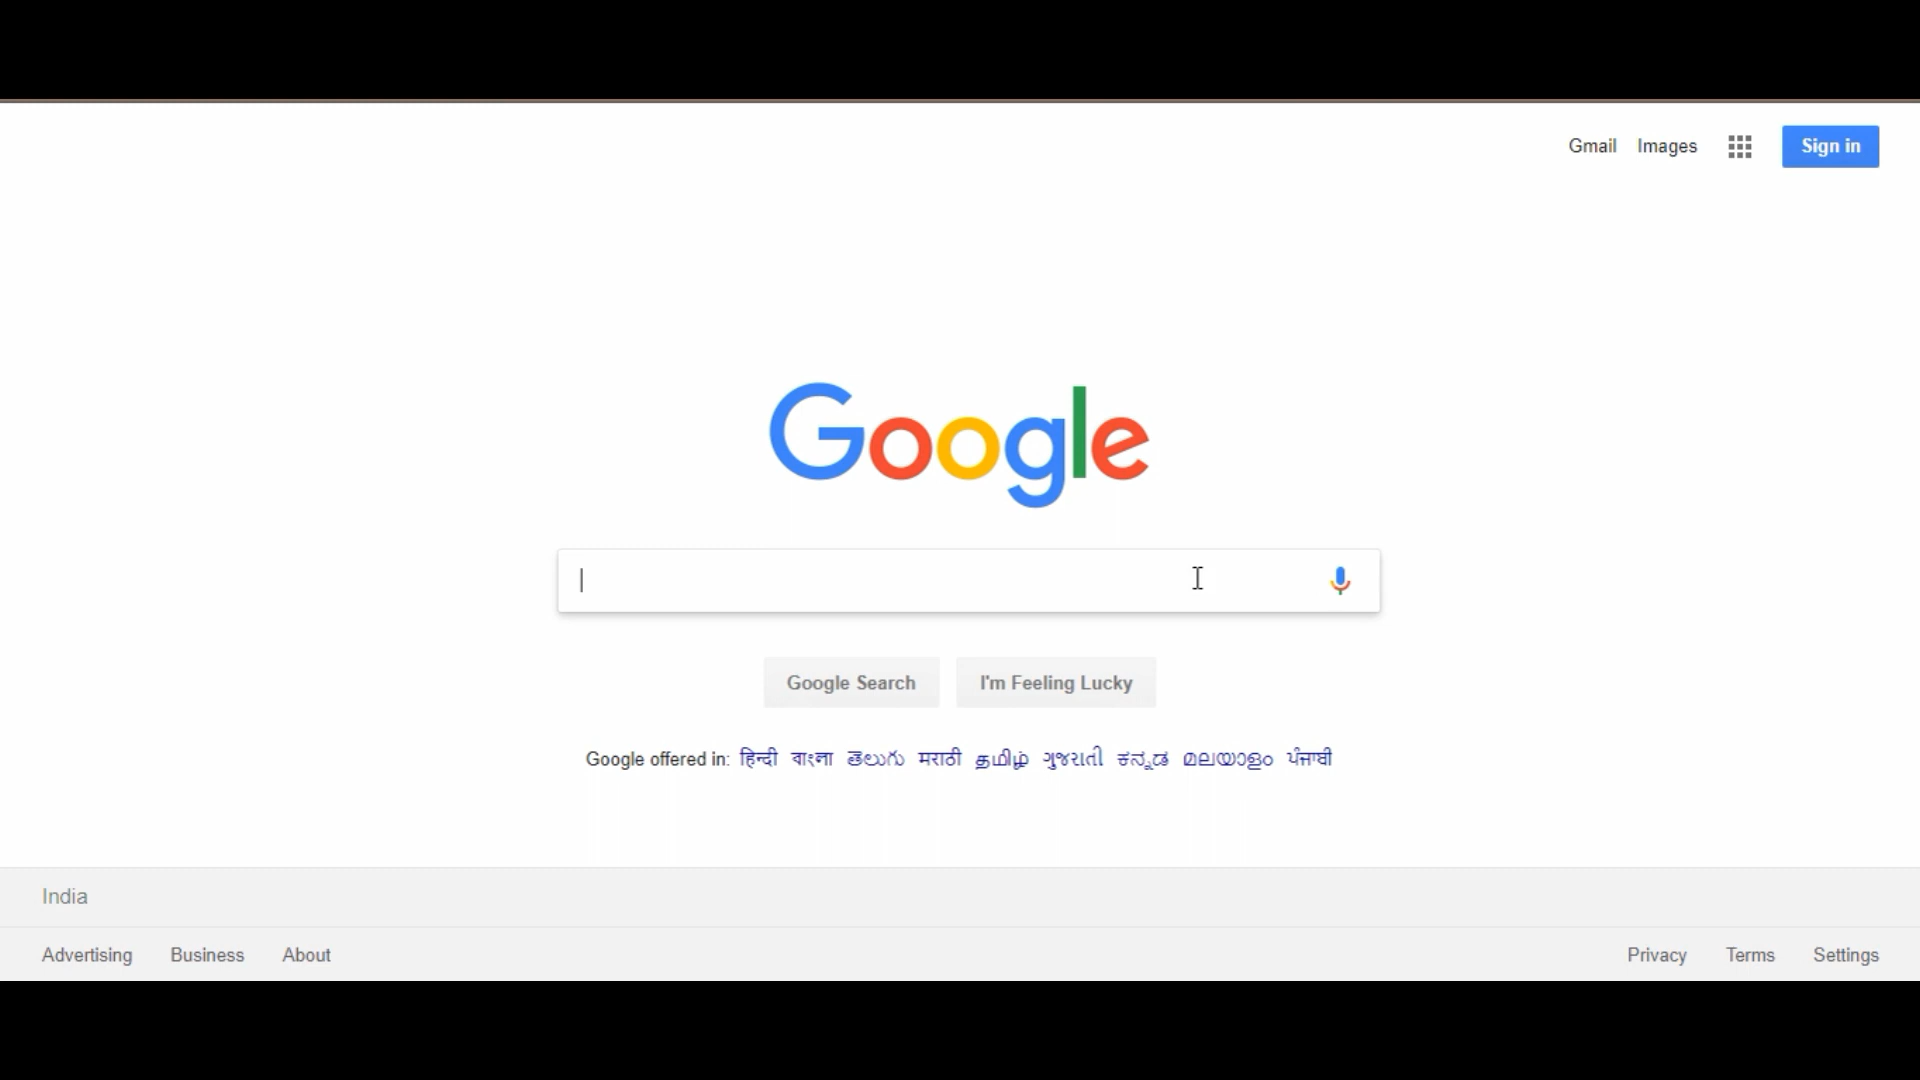 Gmail Images Sign in
Google
Google Search I'm Feeling Lucky
Google offered in: हिन्दी বাংলা తెలుగు मराठी தமிழ் ગુજરાતી ಕನ್ನಡ മലയാളം ਪੰਜਾਬੀ
India
Advertising Business About Privacy Terms Settings